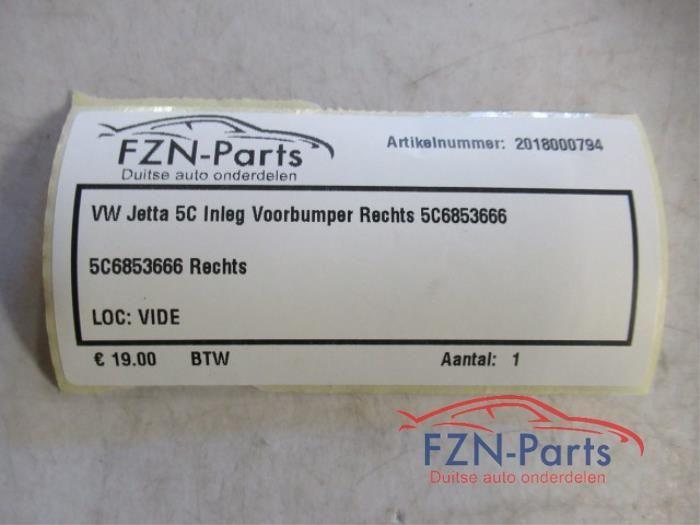 FZN-Parts
Duitse auto onderdelen
Artikelnummer: 2018000794
VW Jetta 5C Inleg Voorbumper Rechts 5C6853666
5C6853666 Rechts
LOC: VIDE
€ 19.00 BTW Aantal: 1
FZN-Parts
Duitse auto onderdelen